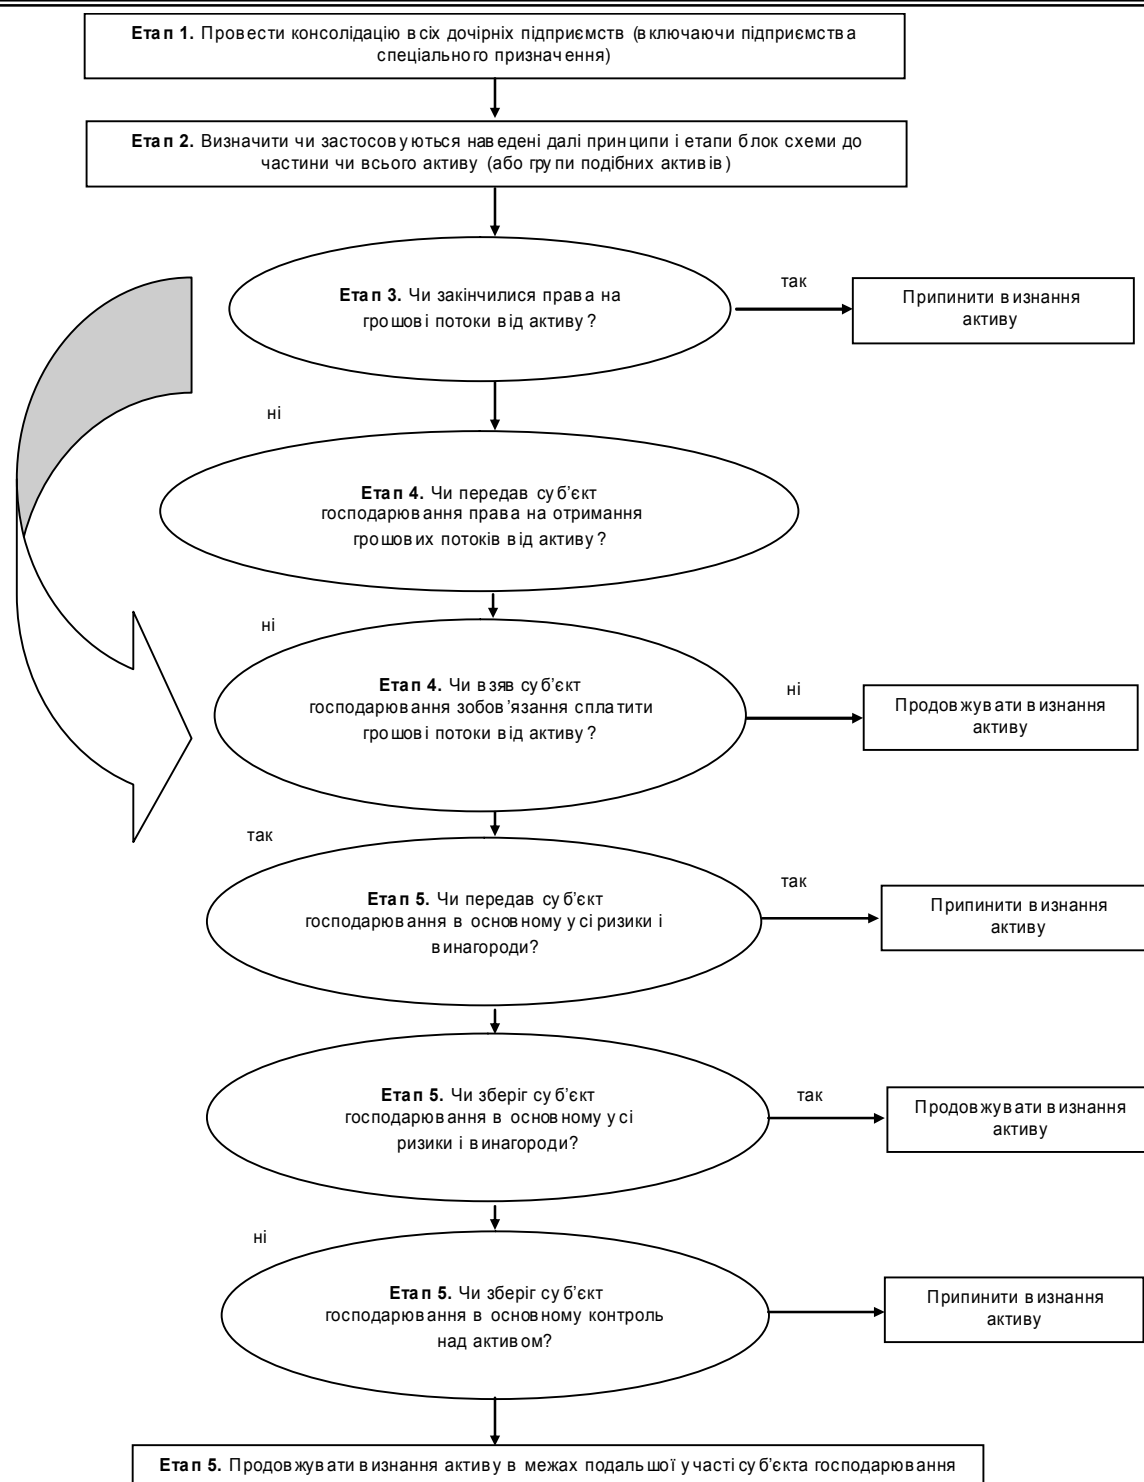 Етап 1. Провести консолідацію всіх дочірніх підприємств (включаючи підприємства
спеціального призначення)
Етап 2. Визначити чи застосовуються наведені далі принципи і етапи блок схеми до
частини чи всього активу (або групи подібних активів)
Етап 3. Чи закінчилися права на
грошові потоки від активу?
так
Припинити визнання
активу
ні
Етап 4. Чи передав суб’єкт
господарювання права на отримання
грошових потоків від активу?
ні
Етап 4. Чи взяв суб’єкт
господарювання зобов’язання сплатити
грошові потоки від активу?
ні
Продовжувати визнання
активу
так
Етап 5. Чи передав суб’єкт
господарювання в основному усі ризики і
винагороди?
так
Припинити визнання
активу
Етап 5. Чи зберіг суб’єкт
господарювання в основному усі
ризики і винагороди?
так
Продовжувати визнання
активу
ні
Етап 5. Чи зберіг суб’єкт
господарювання в основному контроль
над активом?
Припинити визнання
активу
Етап 5. Продовжувати визнання активу в межах подальшої участі суб’єкта господарювання